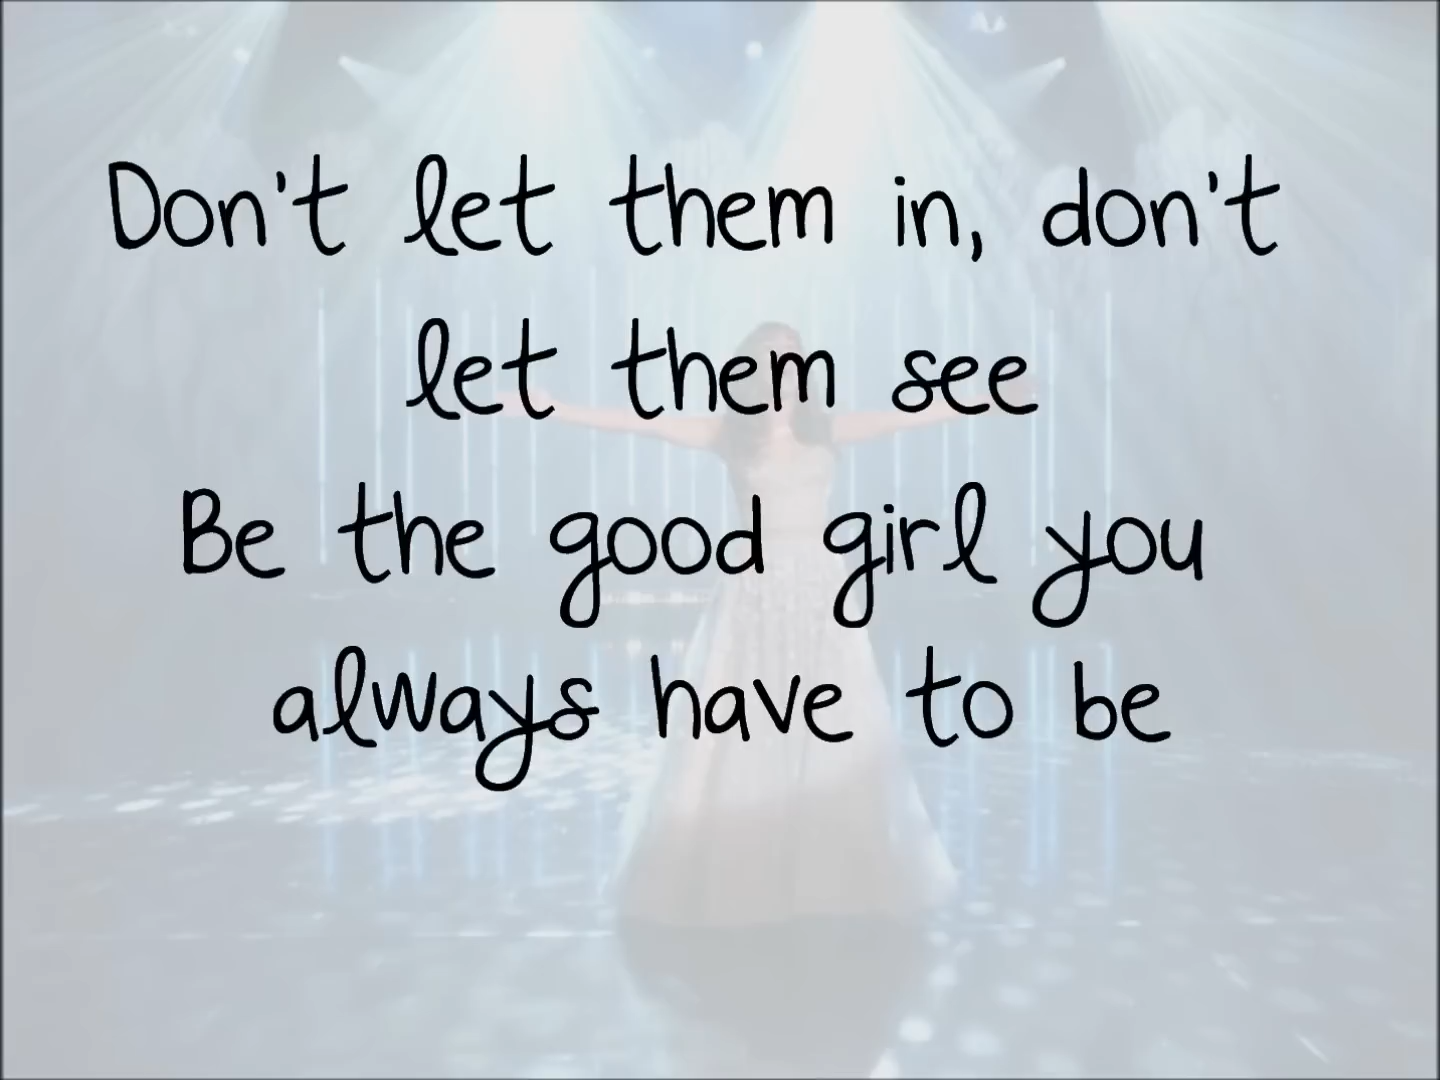 Don't let them in, don't
let them see
Be the good girl you
always have to be